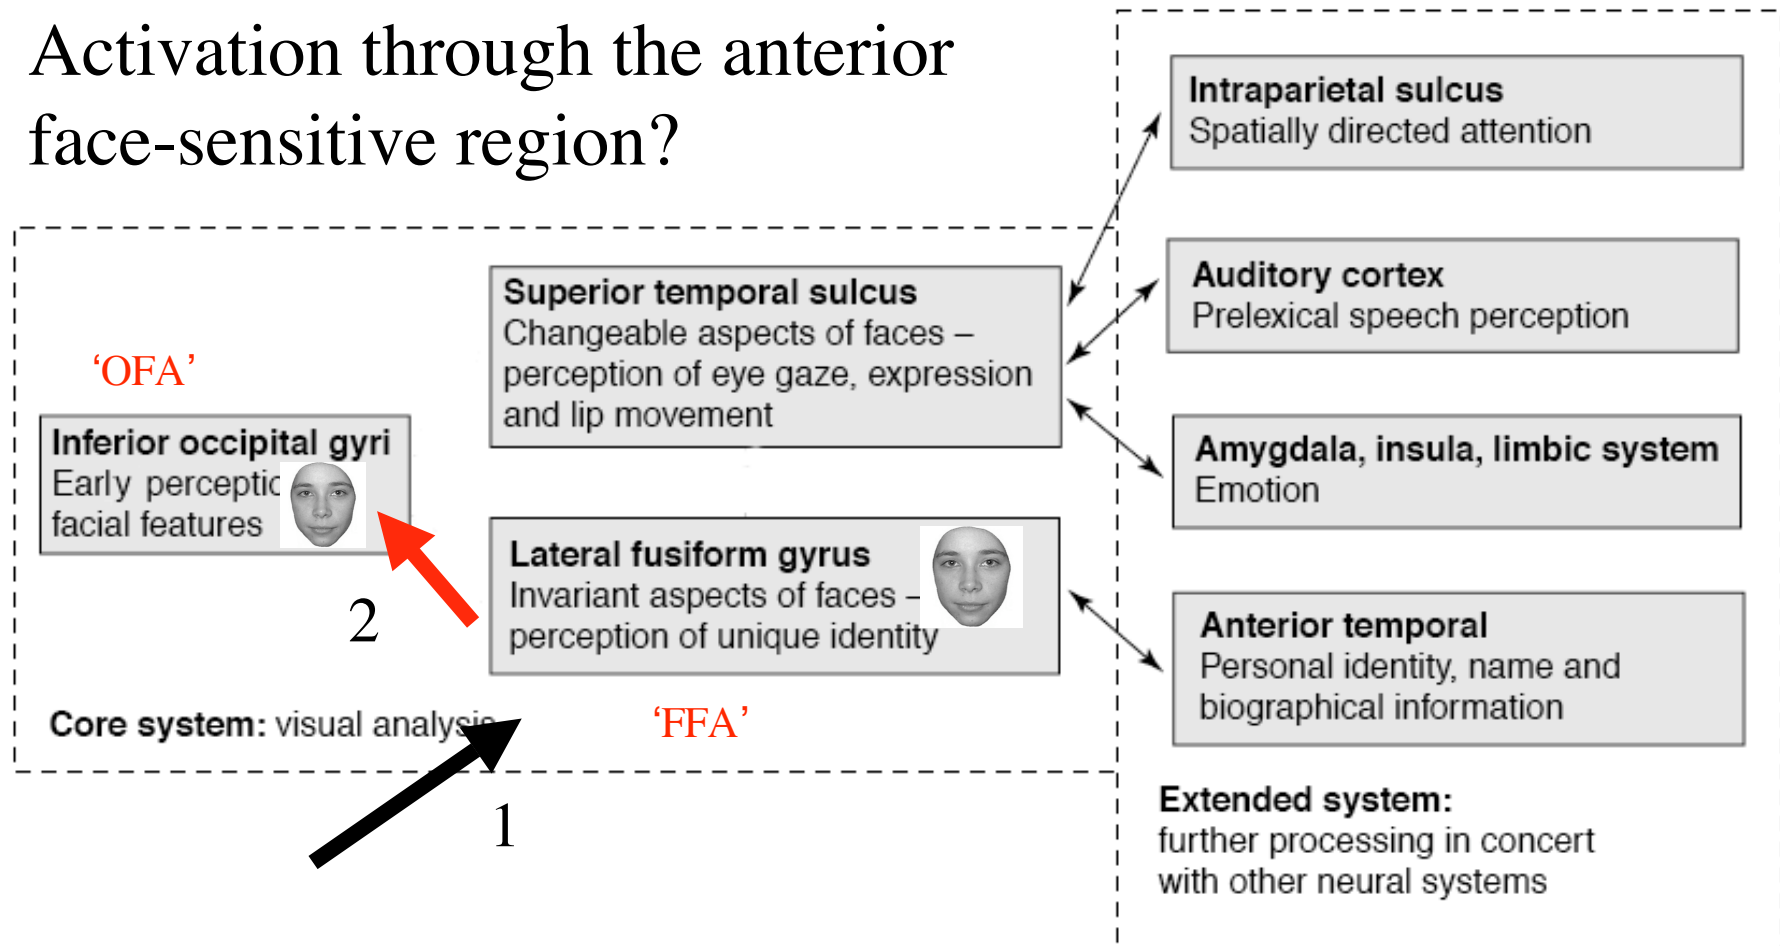 Activation through the anterior
face-sensitive region?
'OFA'
Inferior occipital gyri
Early
facial features
Superior temporal sulcus
Changeable aspects of faces –
perception of eye gaze, expression
and lip movement
Lateral fusiform gyrus
Invariant aspects of faces –
perception of unique identity
2
Core system: visual analysis
'FFA'
1
Intraparietal sulcus
Spatially directed attention
Auditory cortex
Prelexical speech perception
Amygdala, insula, limbic system
Emotion
Anterior temporal
Personal identity, name and
biographical information
Extended system:
further processing in concert
with other neural systems